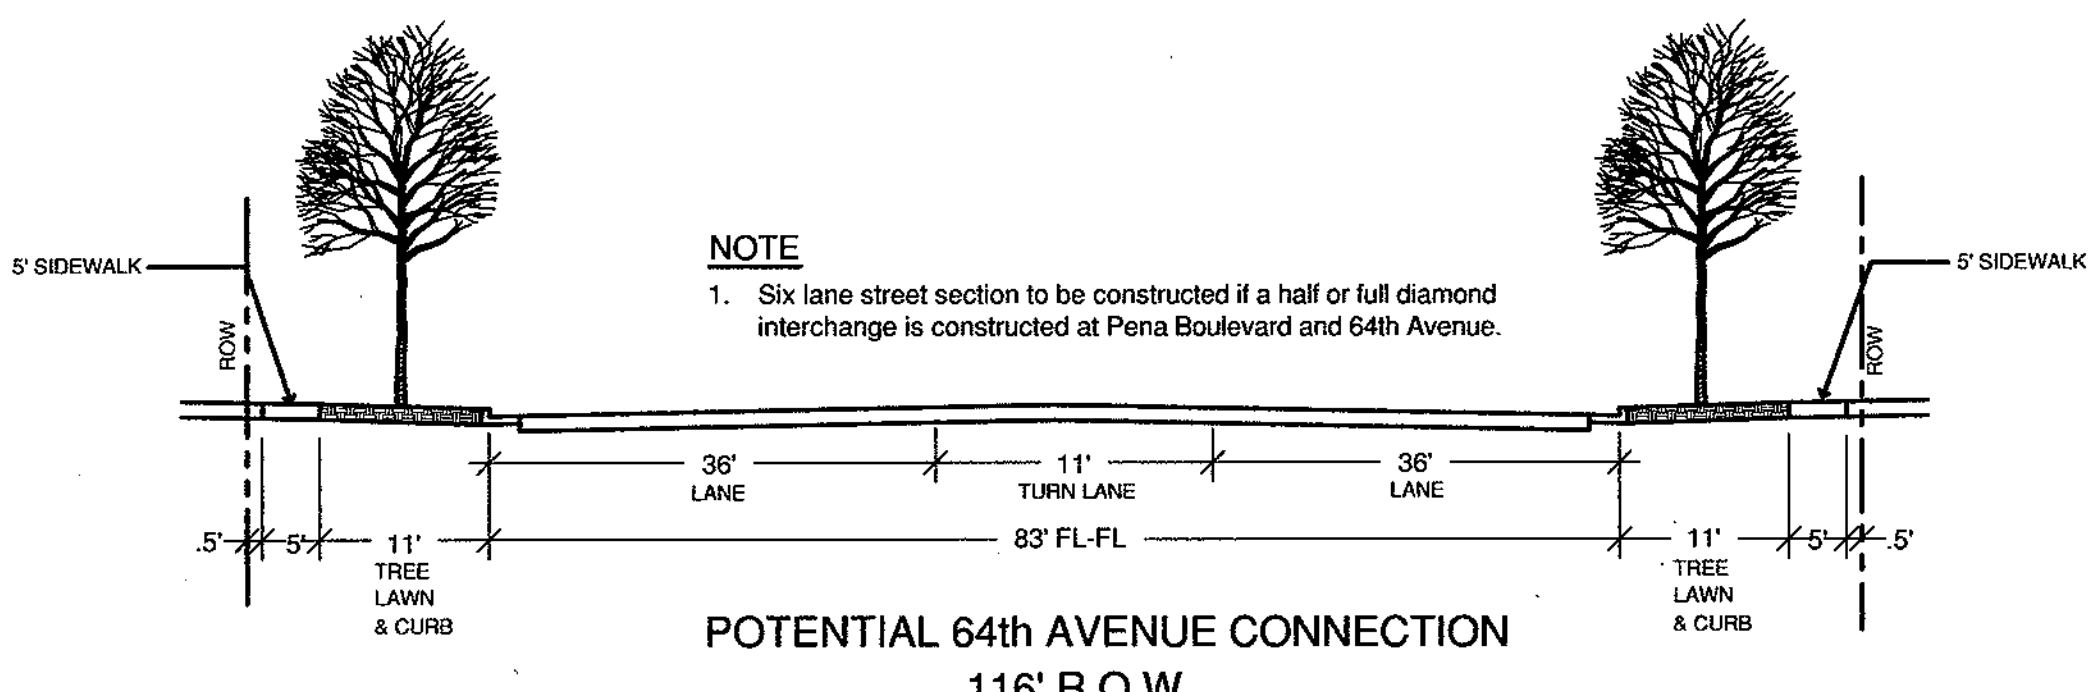 NOTE
5' SIDEWALK
1. Six lane street section to be constructed if a half or full diamond
interchange is constructed at Pena Boulevard and 64th Avenue.
5' SIDEWALK
ROW
ROW
36'
LANE
11'
TURN LANE
36'
LANE
.5'
5'
11'
TREE
LAWN
& CURB
83' FL-FL
11'
TREE
LAWN
& CURB
5'
.5'
POTENTIAL 64th AVENUE CONNECTION
116' R.O.W.